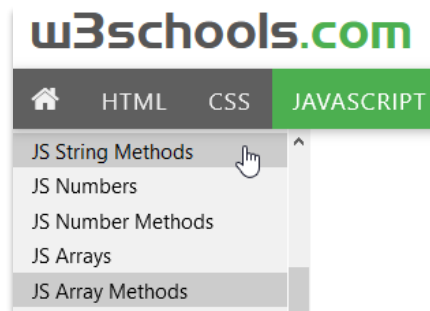 w3schools.com
HTML CSS JAVASCRIPT
JS String Methods
JS Numbers
JS Number Methods
JS Arrays
JS Array Methods